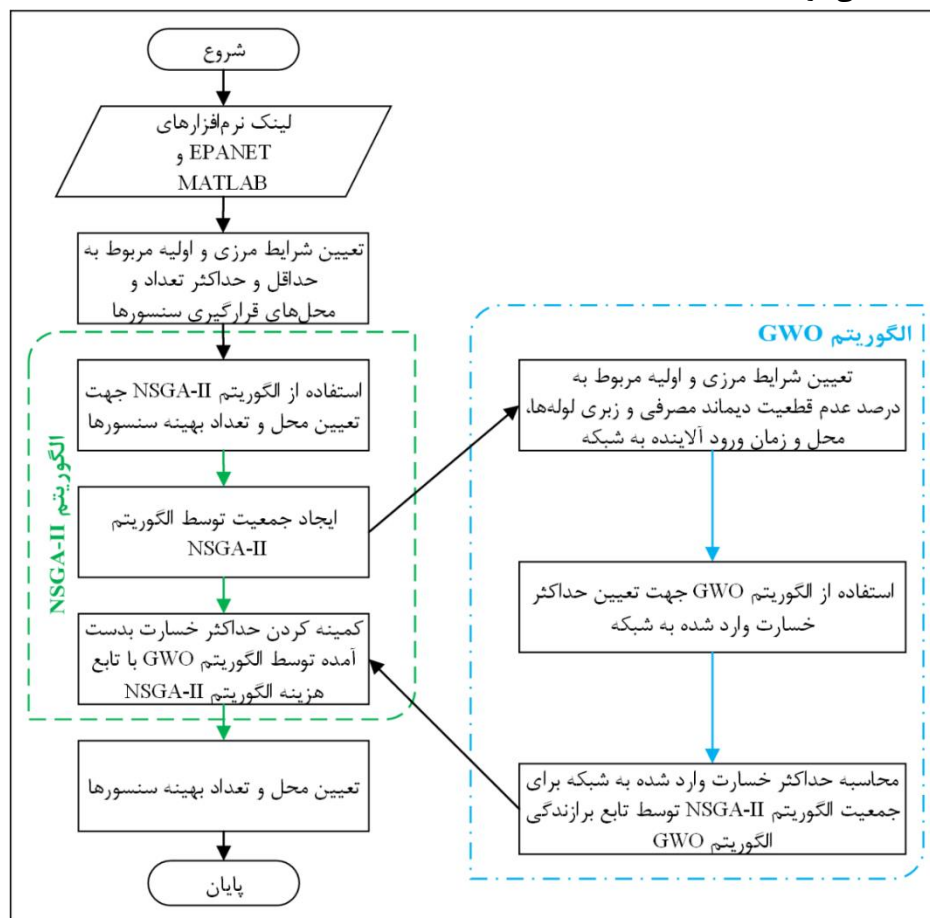 شروع
لینک نرم‌افزارهای
EPANET و
MATLAB
تعیین شرایط مرزی و اولیه مربوط به
حداقل و حداکثر تعداد و
محل‌های قرارگیری سنسورها
الگوریتم NSGA-II
استفاده از الگوریتم NSGA-II جهت
تعیین محل و تعداد بهینه سنسورها
ایجاد جمعیت توسط الگوریتم
NSGA-II
الگوریتم GWO
تعیین شرایط مرزی و اولیه مربوط به
درصد عدم قطعیت دیماند مصرفی و زبری لوله‌ها،
محل و زمان ورود آلاینده به شبکه
استفاده از الگوریتم GWO جهت تعیین حداکثر
خسارت وارد شده به شبکه
محاسبه حداکثر خسارت وارد شده به شبکه برای
جمعیت الگوریتم NSGA-II توسط تابع برازندگی
الگوریتم GWO
کمینه کردن حداکثر خسارت بدست
آمده توسط الگوریتم GWO با تابع
هزینه الگوریتم NSGA-II
تعیین محل و تعداد بهینه سنسورها
پایان